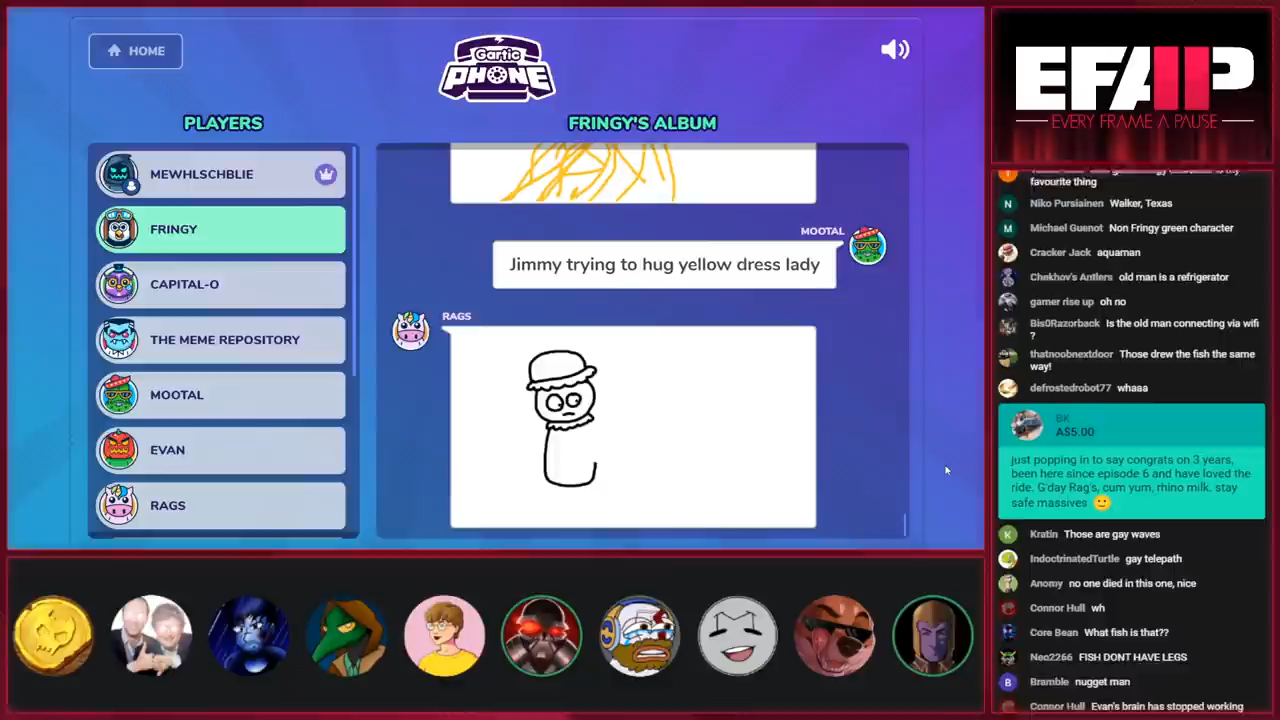 HOME
Gartic
PHONE
PLAYERS
FRINGY'S ALBUM
MEWHLSCHBLIE
FRINGY
CAPITAL-O
THE MEME REPOSITORY
MOOTAL
EVAN
RAGS
MOOTAL
Jimmy trying to hug yellow dress lady
RAGS
EFAP
EVERY FRAME A PAUSE
favourite thing
Niko Pursiainen Walker, Texas
Michael Guenot Non Fringy green character
Cracker Jack aquaman
Chekhov's Antlers old man is a refrigerator
gamer rise up oh no
Bis0Razorback Is the old man connecting via wifi
?
thatnoobnextdoor Those drew the fish the same
way!
defrostedrobot77 whaaa
BK
A$5.00
just popping in to say congrats on 3 years,
been here since episode 6 and have loved the
ride. G'day Rag's, cum yum, rhino milk. stay
safe massives
Kratin Those are gay waves
IndoctrinatedTurtle gay telepath
Anomy no one died in this one, nice
Connor Hull wh
Core Bean What fish is that??
Neo2266 FISH DONT HAVE LEGS
Bramble nugget man
Connor Hull Evan's brain has stopped working